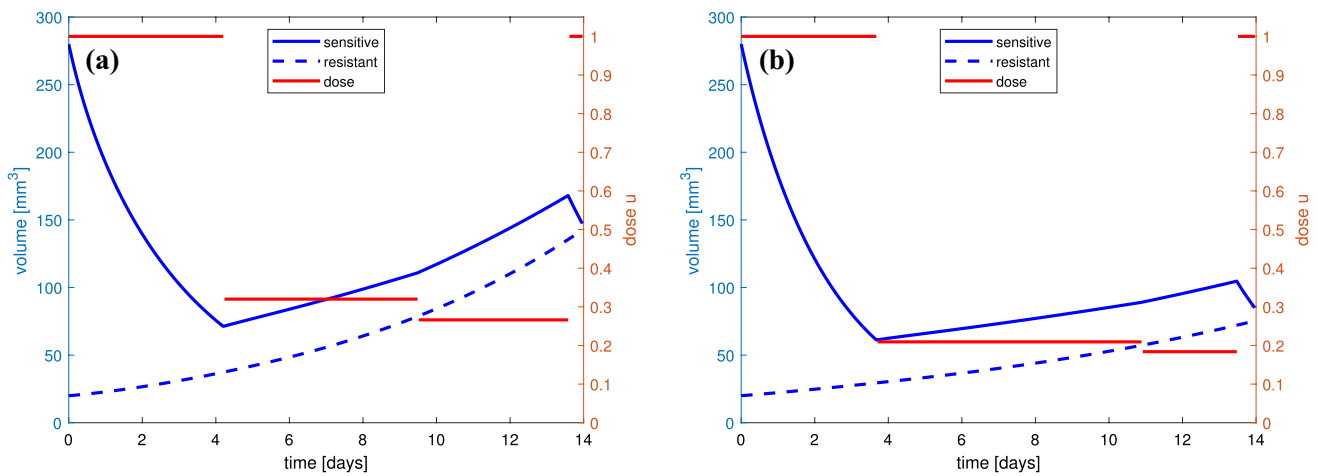 (a)
sensitive
resistant
dose
volume [mm3]
300
250
200
150
100
50
0
0 2 4 6 8 10 12 14
time [days]
1
0.9
0.8
0.7
0.6
0.5
0.4
0.3
0.2
0.1
0
dose u
(b)
sensitive
resistant
dose
volume [mm3]
300
250
200
150
100
50
0
0 2 4 6 8 10 12 14
time [days]
1
0.9
0.8
0.7
0.6
0.5
0.4
0.3
0.2
0.1
0
dose u